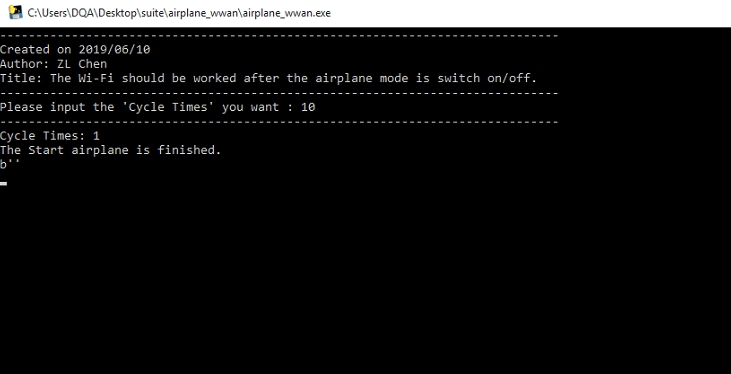 C:\Users\DQA\Desktop\suite\airplane_wwan\airplane_wwan.exe
------------------------------------------------------------------------------
Created on 2019/06/10
Author: ZL Chen
Title: The Wi-Fi should be worked after the airplane mode is switch on/off.
------------------------------------------------------------------------------
Please input the 'Cycle Times' you want : 10
------------------------------------------------------------------------------
Cycle Times: 1
The Start airplane is finished.
b''